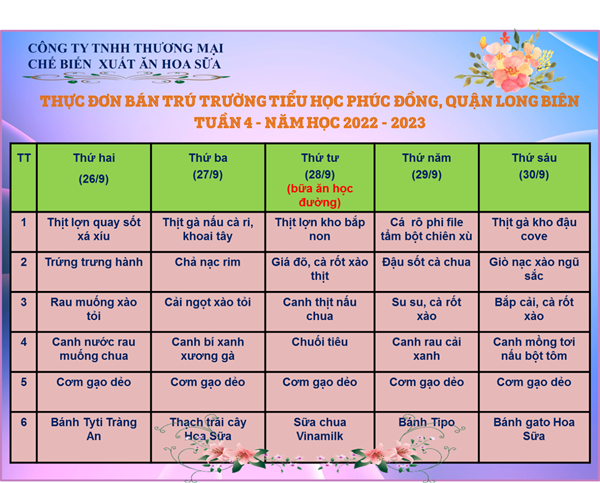 CÔNG TY TNHH THƯƠNG MẠI
CHẾ BIẾN XUẤT ĂN HOA SỮA
THỰC ĐƠN BÁN TRÚ TRƯỜNG TIỂU HỌC PHÚC ĐỒNG, QUẬN LONG BIÊN
TUẦN 4 - NĂM HỌC 2022 - 2023
TT Thứ hai (26/9) Thứ ba (27/9) Thứ tư (28/9) (bữa ăn học đường) Thứ năm (29/9) Thứ sáu (30/9)
1 Thịt lợn quay sốt xá xíu Thịt gà nấu cà ri, khoai tây Thịt lợn kho bắp non Cá rô phi file tẩm bột chiên xù Thịt gà kho đậu cove
2 Trứng trưng hành Chả nạc rim Giá đỗ, cà rốt xào thịt Đậu sốt cà chua Giò nạc xào ngũ sắc
3 Rau muống xào tỏi Cải ngọt xào tỏi Canh thịt nấu chua Su su, cà rốt xào Bắp cải, cà rốt xào
4 Canh nước rau muống chua Canh bí xanh xương gà Chuối tiêu Canh rau cải xanh Canh mồng tơi nấu bột tôm
5 Cơm gạo dẻo Cơm gạo dẻo Cơm gạo dẻo Cơm gạo dẻo Cơm gạo dẻo
6 Bánh Tyti Tràng An Thạch trái cây Hoa Sữa Sữa chua Vinamilk Bánh Tipo Bánh gato Hoa Sữa